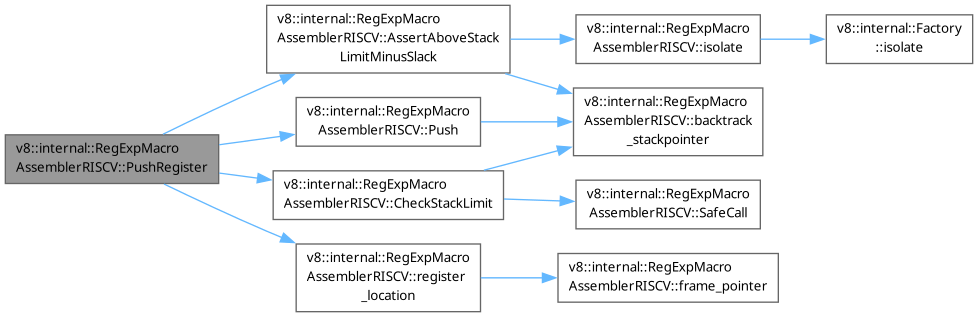 v8::internal::RegExpMacro
AssemblerRISCV::PushRegister
v8::internal::RegExpMacro
AssemblerRISCV::AssertAboveStack
LimitMinusSlack
v8::internal::RegExpMacro
AssemblerRISCV::Push
v8::internal::RegExpMacro
AssemblerRISCV::CheckStackLimit
v8::internal::RegExpMacro
AssemblerRISCV::register
_location
v8::internal::RegExpMacro
AssemblerRISCV::isolate
v8::internal::RegExpMacro
AssemblerRISCV::backtrack
_stackpointer
v8::internal::RegExpMacro
AssemblerRISCV::SafeCall
v8::internal::RegExpMacro
AssemblerRISCV::frame_pointer
v8::internal::Factory
::isolate